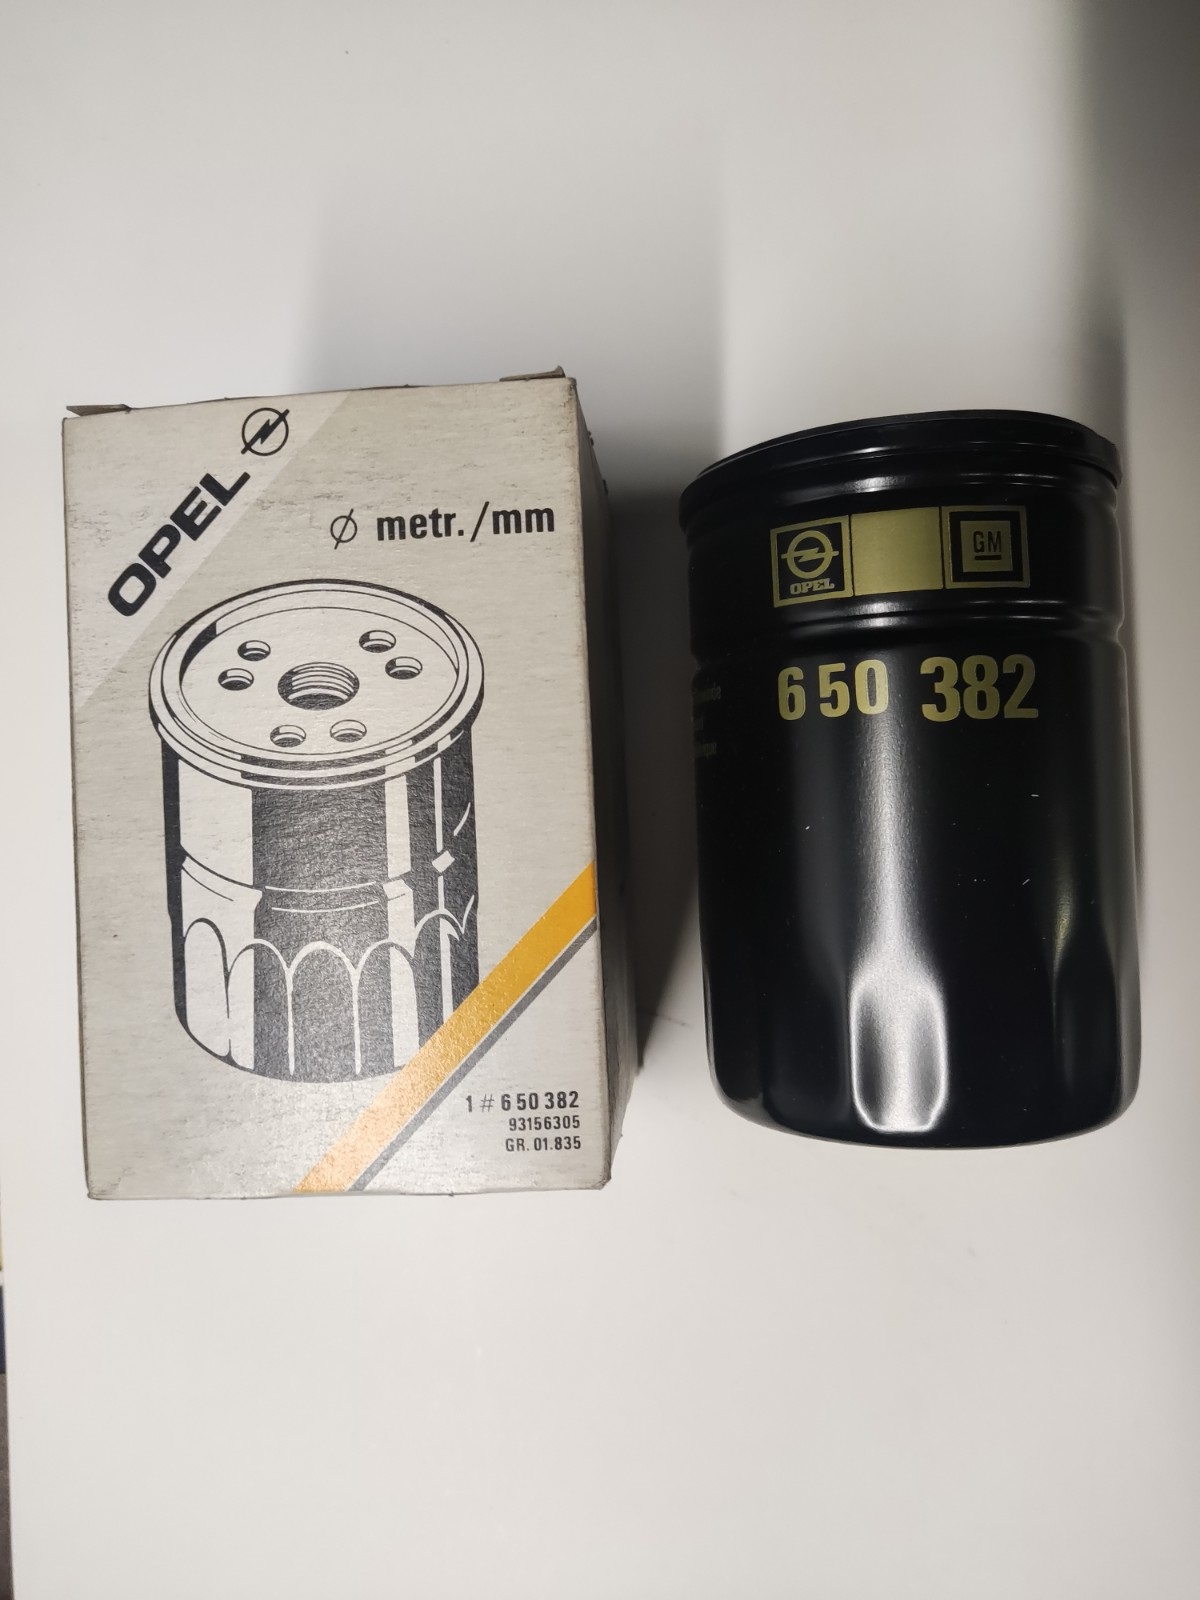 OPEL
Ø metr./mm
1 # 6 50 382
93156305
GR. 01.835
OPEL
GM
6 50 382